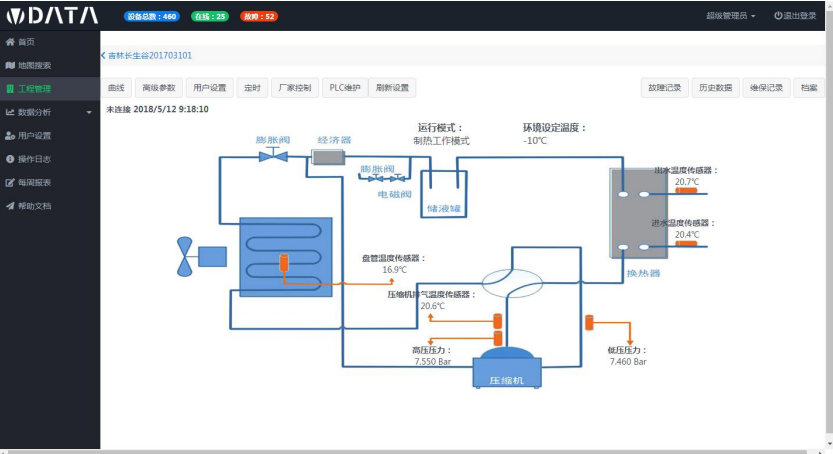 WDATA
设备总数：460 在线：25 故障：52
超级管理员 退出登录
首页
地图搜索
工程管理
数据分析
用户设置
操作日志
每周报表
帮助文档
吉林长生谷201703101
曲线 高级参数 用户设置 定时 厂家控制 PLC维护 刷新设置
故障记录 历史数据 维保记录 档案
未连接 2018/5/12 9:18:10
运行模式：
制热工作模式
环境设定温度：
-10℃
膨胀阀
经济器
膨胀阀
电磁阀
储液罐
出水温度传感器：
20.7℃
进水温度传感器：
20.4℃
换热器
盘管温度传感器：
16.9℃
压缩机排气温度传感器：
20.6℃
高压压力：
7.550 Bar
低压压力：
7.460 Bar
压缩机